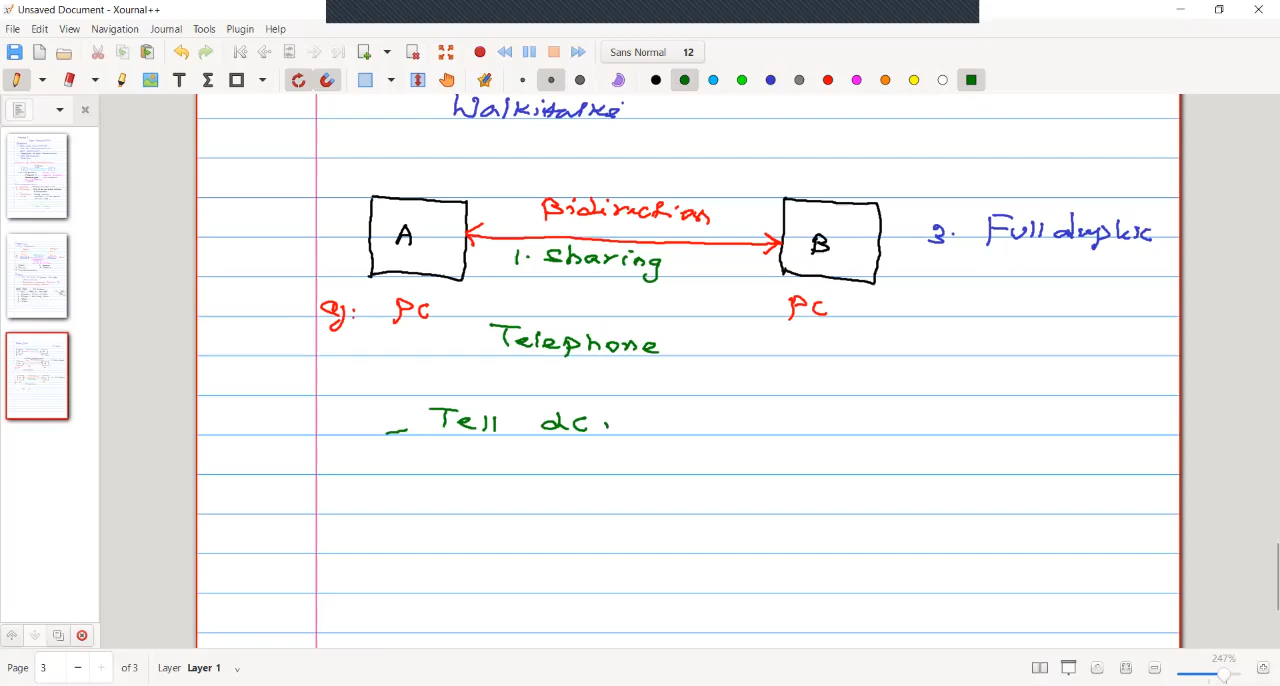 Unsaved Document - Xournal++
File Edit View Navigation Journal Tools Plugin Help
Sans Normal 12
Walkitalke
Bidirection
A B 3. Full duplex
1. Sharing
eg: PC PC
Telephone
- Tell dc
Page 3 of 3 Layer Layer 1 247%